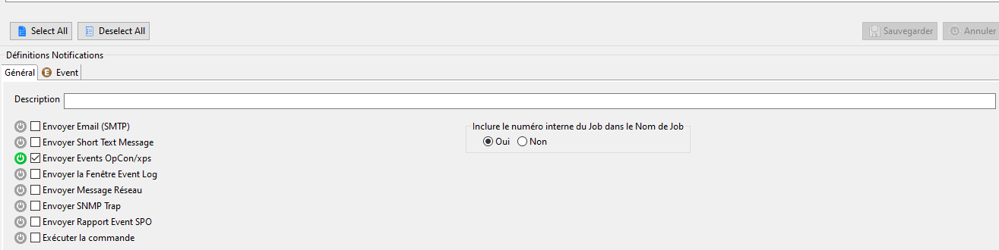 Select All Deselect All Sauvegarder Annuler
Définitions Notifications
Général E Event
Description
Envoyer Email (SMTP) Inclure le numéro interne du Job dans le Nom de Job
Envoyer Short Text Message Oui Non
Envoyer Events OpCon/xps
Envoyer la Fenêtre Event Log
Envoyer Message Réseau
Envoyer SNMP Trap
Envoyer Rapport Event SPO
Exécuter la commande